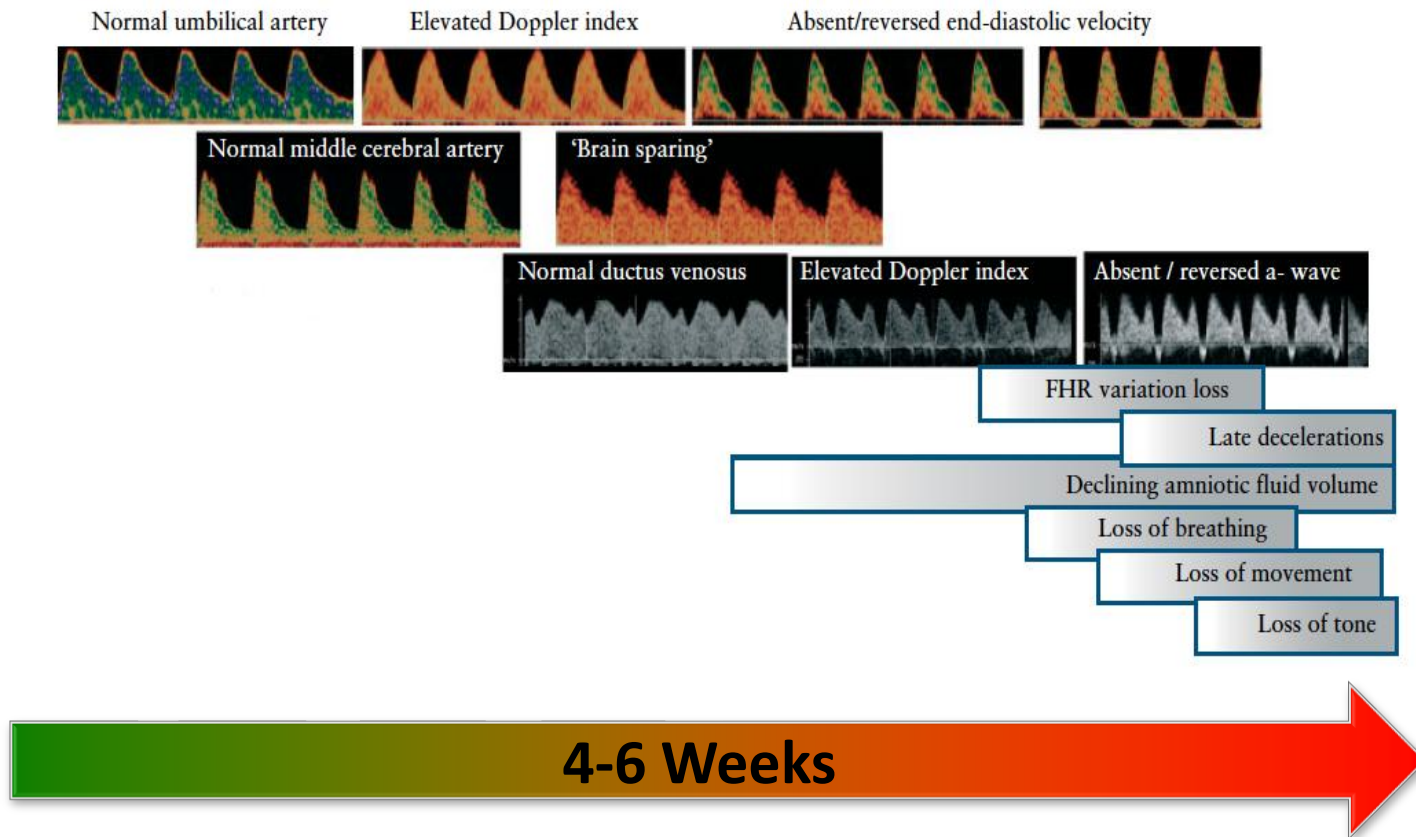 Normal umbilical artery
Elevated Doppler index
Absent/reversed end-diastolic velocity
Normal middle cerebral artery
'Brain sparing'
Normal ductus venosus
Elevated Doppler index
Absent / reversed a- wave
FHR variation loss
Late decelerations
Declining amniotic fluid volume
Loss of breathing
Loss of movement
Loss of tone
4-6 Weeks